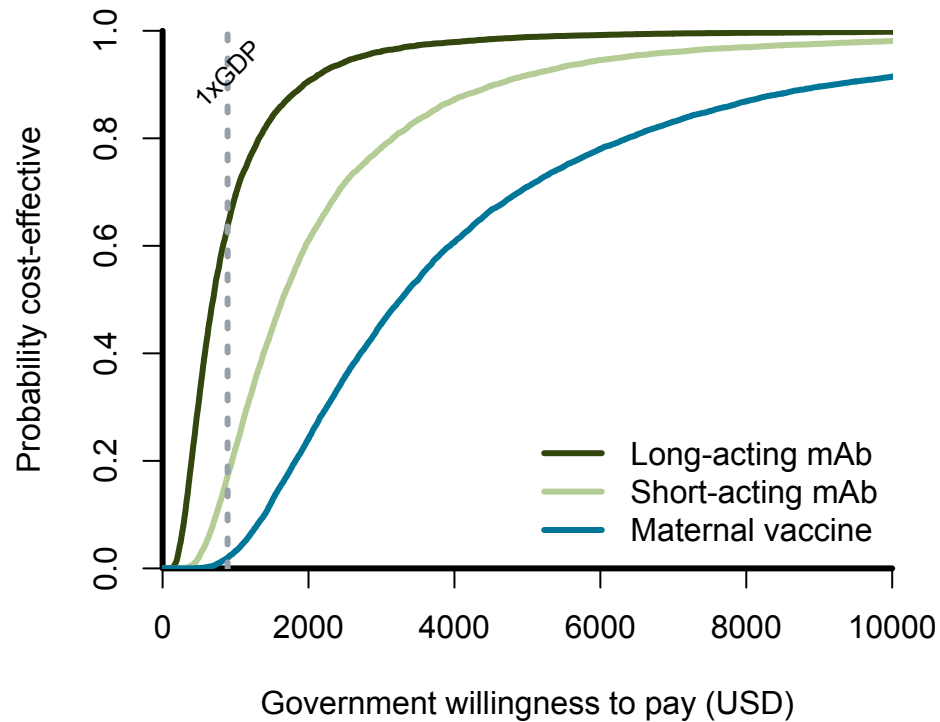 1.0
0.8
0.6
0.4
0.2
0.0
Probability cost-effective
1xGDP
Long-acting mAb
Short-acting mAb
Maternal vaccine
0 2000 4000 6000 8000 10000
Government willingness to pay (USD)